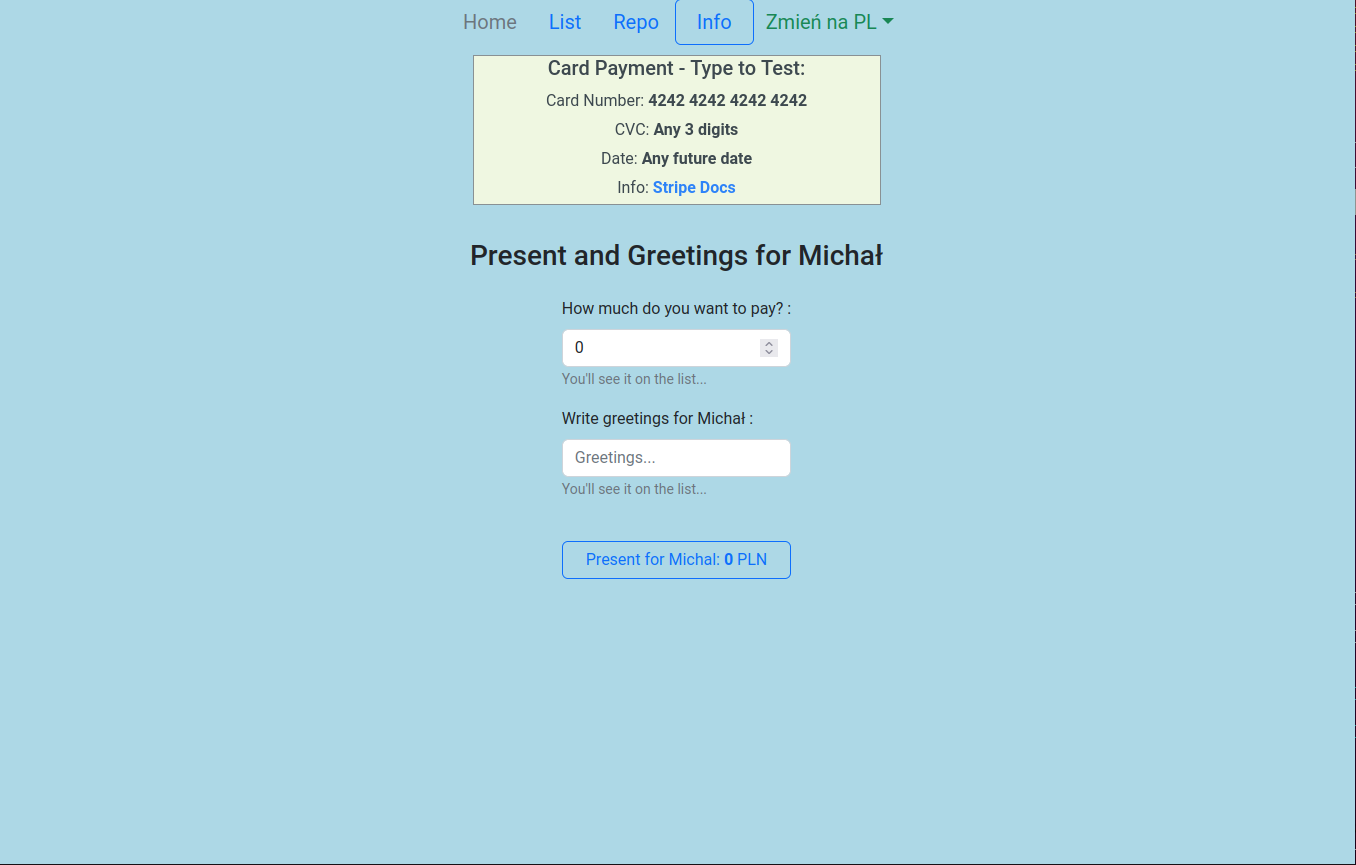 Home List Repo Info Zmień na PL
Card Payment - Type to Test:
Card Number: 4242 4242 4242 4242
CVC: Any 3 digits
Date: Any future date
Info: Stripe Docs
Present and Greetings for Michał
How much do you want to pay? :
0
You'll see it on the list...
Write greetings for Michał :
Greetings...
You'll see it on the list...
Present for Michal: 0 PLN